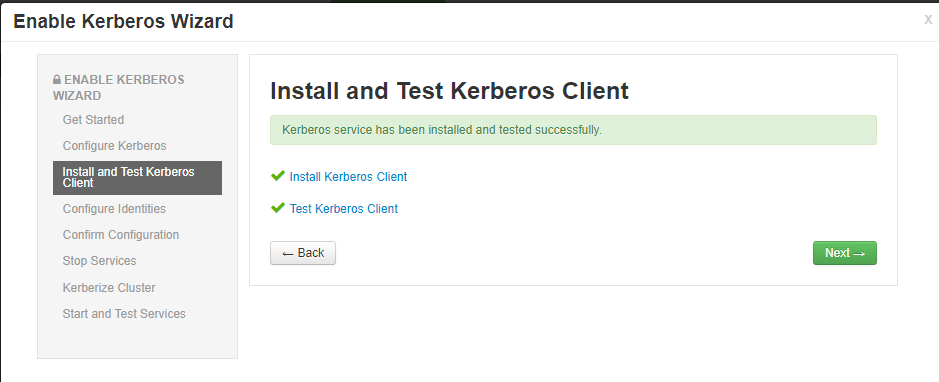 Enable Kerberos Wizard
x
ENABLE KERBEROS
WIZARD
Get Started
Configure Kerberos
Install and Test Kerberos
Client
Configure Identities
Confirm Configuration
Stop Services
Kerberize Cluster
Start and Test Services
Install and Test Kerberos Client
Kerberos service has been installed and tested successfully.
Install Kerberos Client
Test Kerberos Client
← Back
Next →